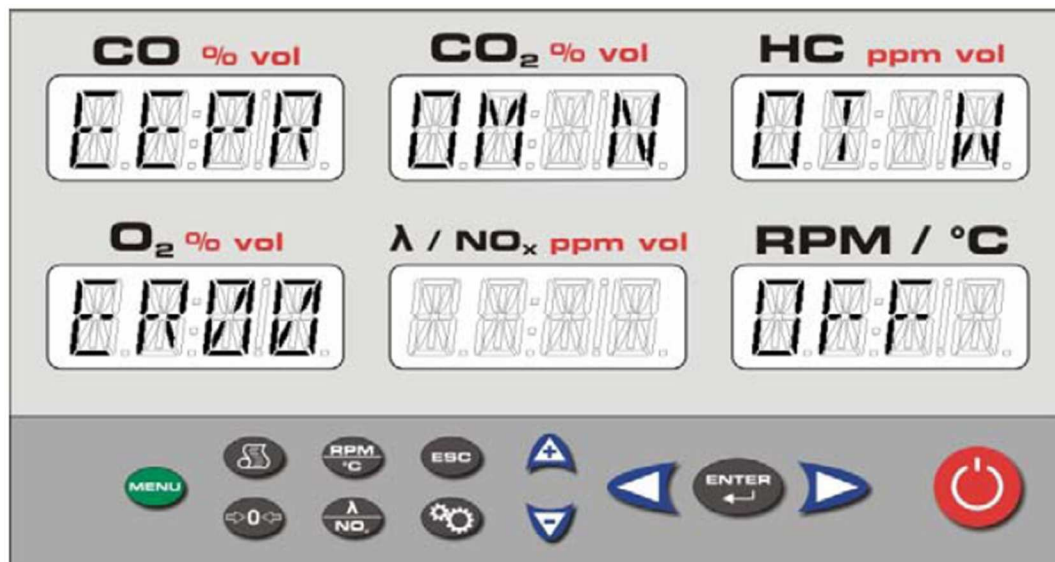 CO % vol CO₂ % vol HC ppm vol
EEPR OM N OT W
O₂ % vol λ / NOₓ ppm vol RPM / °C
ER00 OFF
MENU
RPM
°C
ESC
+
ENTER
⇨0⇦
λ
NOₓ
−